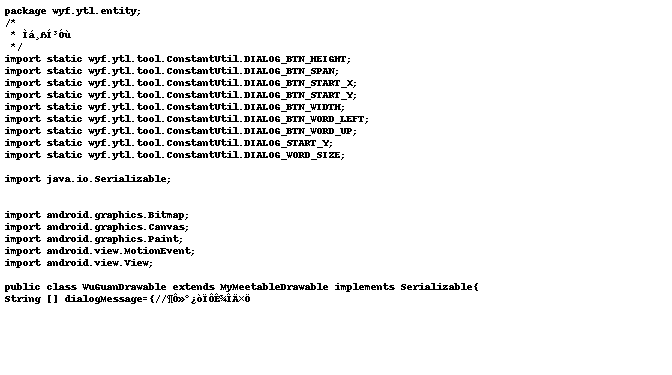 package wyf.ytl.entity;
/*
 * Ìá¸ßÍ³Óù
 */
import static wyf.ytl.tool.ConstantUtil.DIALOG_BTN_HEIGHT;
import static wyf.ytl.tool.ConstantUtil.DIALOG_BTN_SPAN;
import static wyf.ytl.tool.ConstantUtil.DIALOG_BTN_START_X;
import static wyf.ytl.tool.ConstantUtil.DIALOG_BTN_START_Y;
import static wyf.ytl.tool.ConstantUtil.DIALOG_BTN_WIDTH;
import static wyf.ytl.tool.ConstantUtil.DIALOG_BTN_WORD_LEFT;
import static wyf.ytl.tool.ConstantUtil.DIALOG_BTN_WORD_UP;
import static wyf.ytl.tool.ConstantUtil.DIALOG_START_Y;
import static wyf.ytl.tool.ConstantUtil.DIALOG_WORD_SIZE;
import java.io.Serializable;
import android.graphics.Bitmap;
import android.graphics.Canvas;
import android.graphics.Paint;
import android.view.MotionEvent;
import android.view.View;
public class WuGuanDrawable extends MyMeetableDrawable implements Serializable{
String [] dialogMessage={//¶Ô»°¿òÏÔÊ¾ÎÄ×Ö